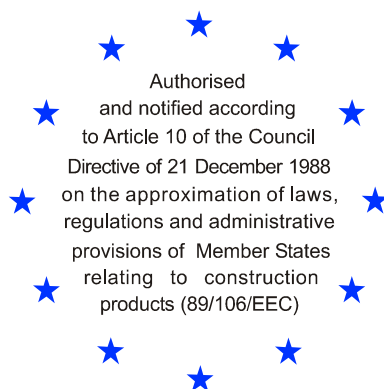 Authorised
and notified according
to Article 10 of the Council
Directive of 21 December 1988
on the approximation of laws,
regulations and administrative
provisions of Member States
relating to construction
products (89/106/EEC)